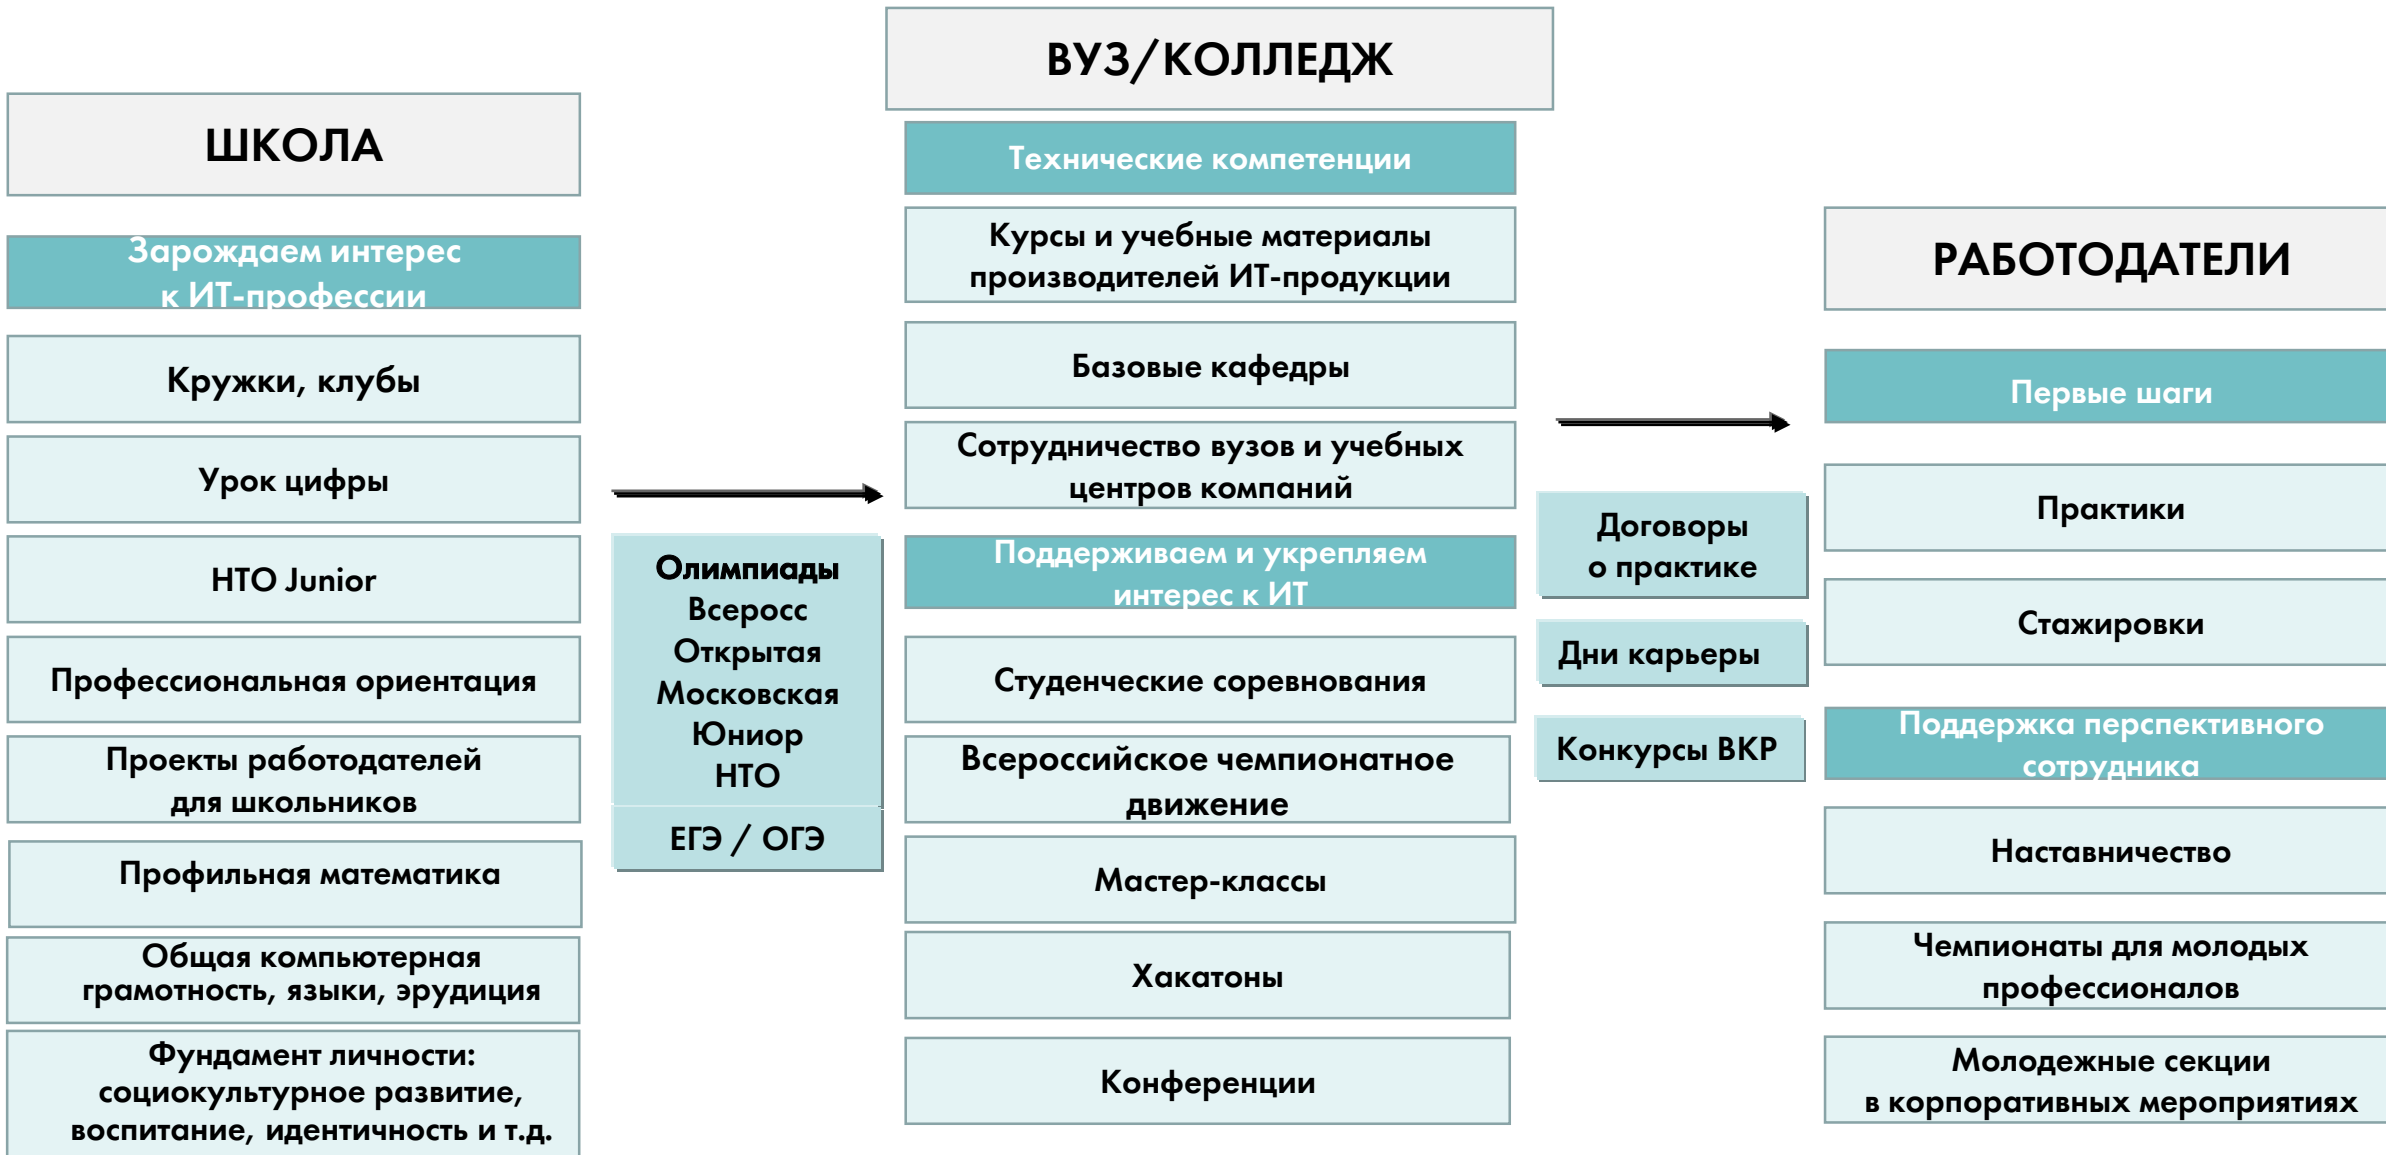 ШКОЛА
Зарождаем интерес
к ИТ-профессии
Кружки, клубы
Урок цифры
НТО Junior
Профессиональная ориентация
Проекты работодателей
для школьников
Профильная математика
Общая компьютерная
грамотность, языки, эрудиция
Фундамент личности:
социокультурное развитие,
воспитание, идентичность и т.д.
Олимпиады
Всеросс
Открытая
Московская
Юниор
НТО
ЕГЭ / ОГЭ
ВУЗ/КОЛЛЕДЖ
Технические компетенции
Курсы и учебные материалы
производителей ИТ-продукции
Базовые кафедры
Сотрудничество вузов и учебных
центров компаний
Поддерживаем и укрепляем
интерес к ИТ
Студенческие соревнования
Всероссийское чемпионатное
движение
Мастер-классы
Хакатоны
Конференции
Договоры
о практике
Дни карьеры
Конкурсы ВКР
РАБОТОДАТЕЛИ
Первые шаги
Практики
Стажировки
Поддержка перспективного
сотрудника
Наставничество
Чемпионаты для молодых
профессионалов
Молодежные секции
в корпоративных мероприятиях